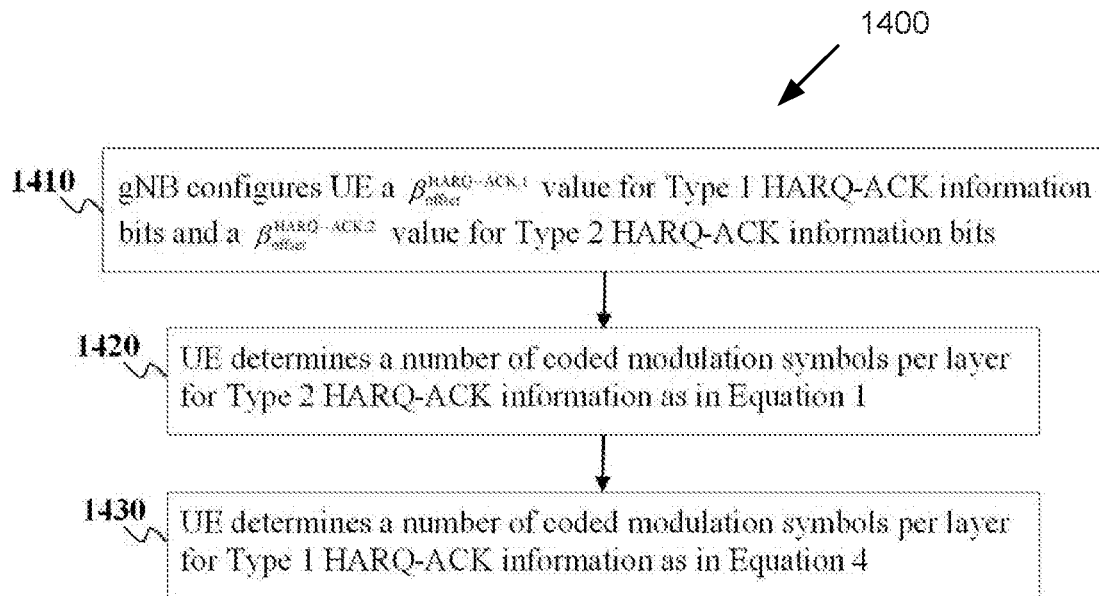 1400
1410
gNB configures UE a β_offset^HARQ-ACK,1 value for Type 1 HARQ-ACK information
bits and a β_offset^HARQ-ACK,2 value for Type 2 HARQ-ACK information bits
1420
UE determines a number of coded modulation symbols per layer
for Type 2 HARQ-ACK information as in Equation 1
1430
UE determines a number of coded modulation symbols per layer
for Type 1 HARQ-ACK information as in Equation 4